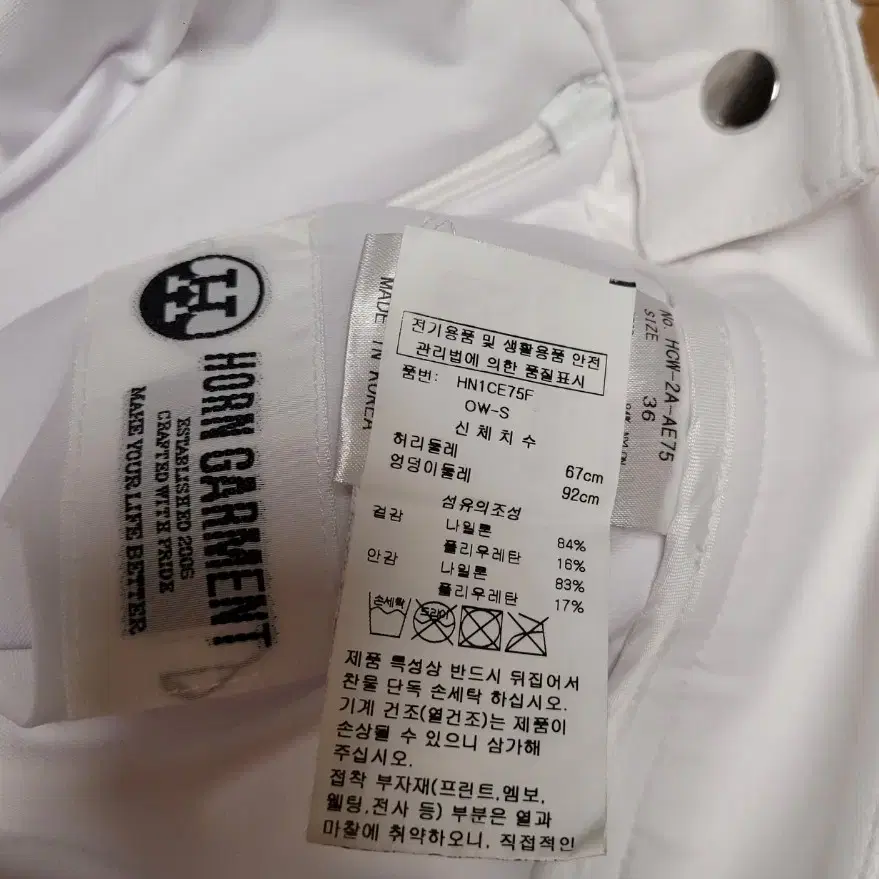 HORN GARMENT
ESTABLISHED 2006
CRAFTED WITH PRIDE
MAKE YOUR LIFE BETTER
MADE IN KOREA
전기용품 및 생활용품 안전
관리법에 의한 품질표시
품번: HN1CE75F
OW-S
신체치수
허리둘레 67cm
엉덩이둘레 92cm
섬유의조성
겉감 나일론 84%
폴리우레탄 16%
안감 나일론 83%
폴리우레탄 17%
손세탁 드라이
제품 특성상 반드시 뒤집어서
찬물 단독 손세탁 하십시오.
기계 건조(열건조)는 제품이
손상될 수 있으니 삼가해
주십시오.
접착 부자재(프린트,엠보,
웰팅,전사 등) 부분은 열과
마찰에 취약하오니, 직접적인
NO. HCW-2A-AE75
SIZE 36